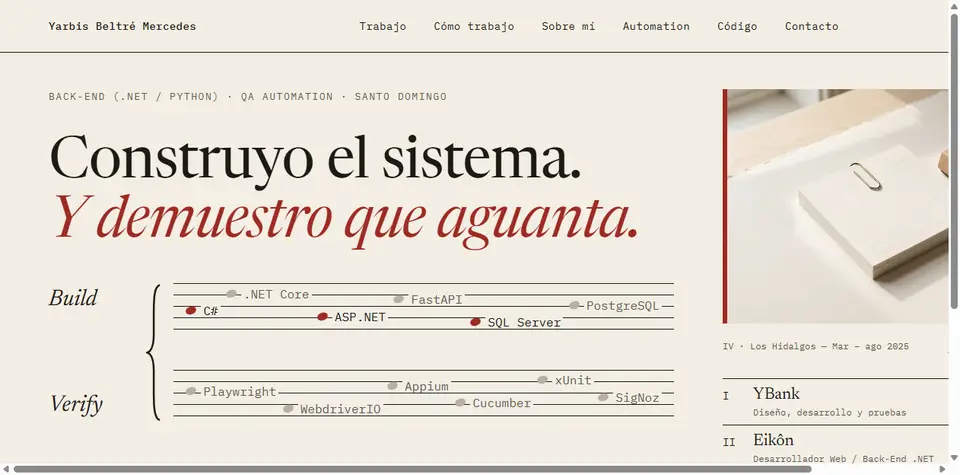 Yarbis Beltré Mercedes
Trabajo
Cómo trabajo
Sobre mí
Automation
Código
Contacto
BACK-END (.NET / PYTHON) · QA AUTOMATION · SANTO DOMINGO
Construyo el sistema.
Y demuestro que aguanta.
Build
.NET Core
FastAPI
PostgreSQL
C#
ASP.NET
SQL Server
Verify
Playwright
Appium
xUnit
WebdriverIO
Cucumber
SigNoz
IV · Los Hidalgos — Mar – ago 2025
I
YBank
Diseño, desarrollo y pruebas
II
Eikôn
Desarrollador Web / Back-End .NET